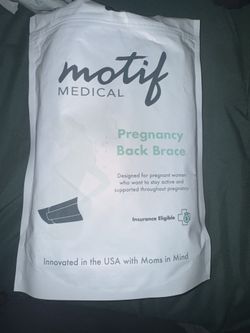 motif
MEDICAL
Pregnancy
Back Brace
Designed for pregnant women
who want to stay active and
supported throughout pregnancy
Insurance Eligible
Innovated in the USA with Moms in Mind